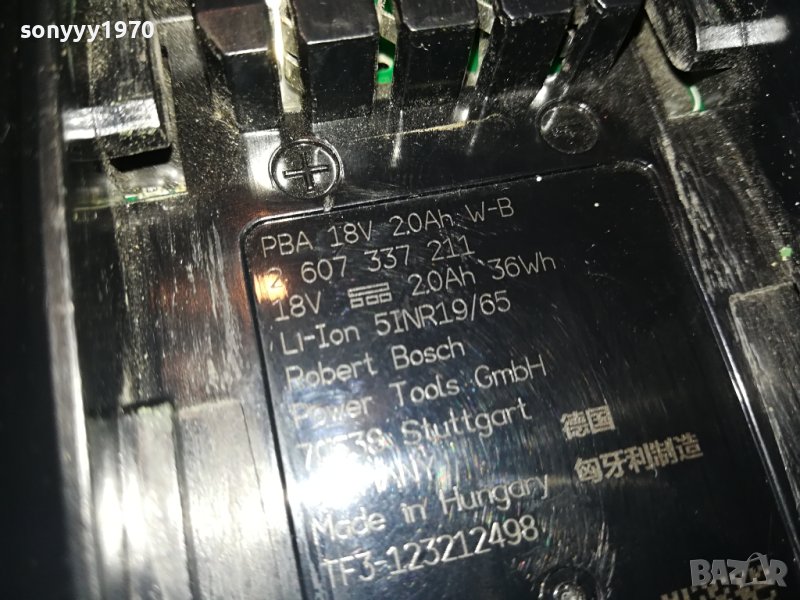 sonyyy1970
PBA 18V 2.0Ah W-B
2 607 337 211
18V 2.0Ah 36Wh
Li-Ion 5INR19/65
Robert Bosch
Power Tools GmbH
Stuttgart 德国
Made in Hungary 匈牙利制造
TF3-123212498
BAZAR